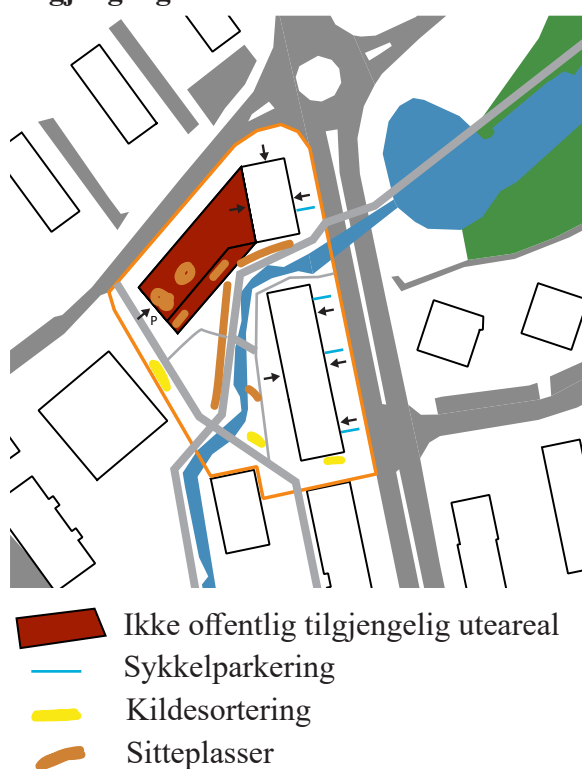 P
Ikke offentlig tilgjengelig uteareal
Sykkelparkering
Kildesortering
Sitteplasser